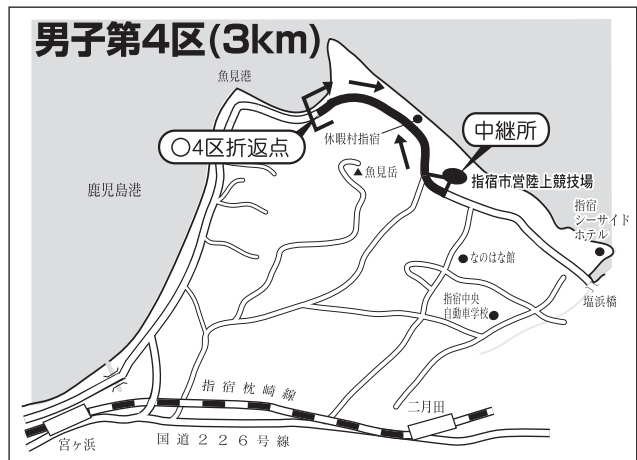 男子第4区(3km)
魚見港
中継所
休暇村指宿
○4区折返点
魚見岳
指宿市営陸上競技場
鹿児島港
指宿
シーサイド
ホテル
なのはな館
指宿中央
自動車学校
塩浜橋
指宿枕崎線
二月田
宮ヶ浜
国道226号線